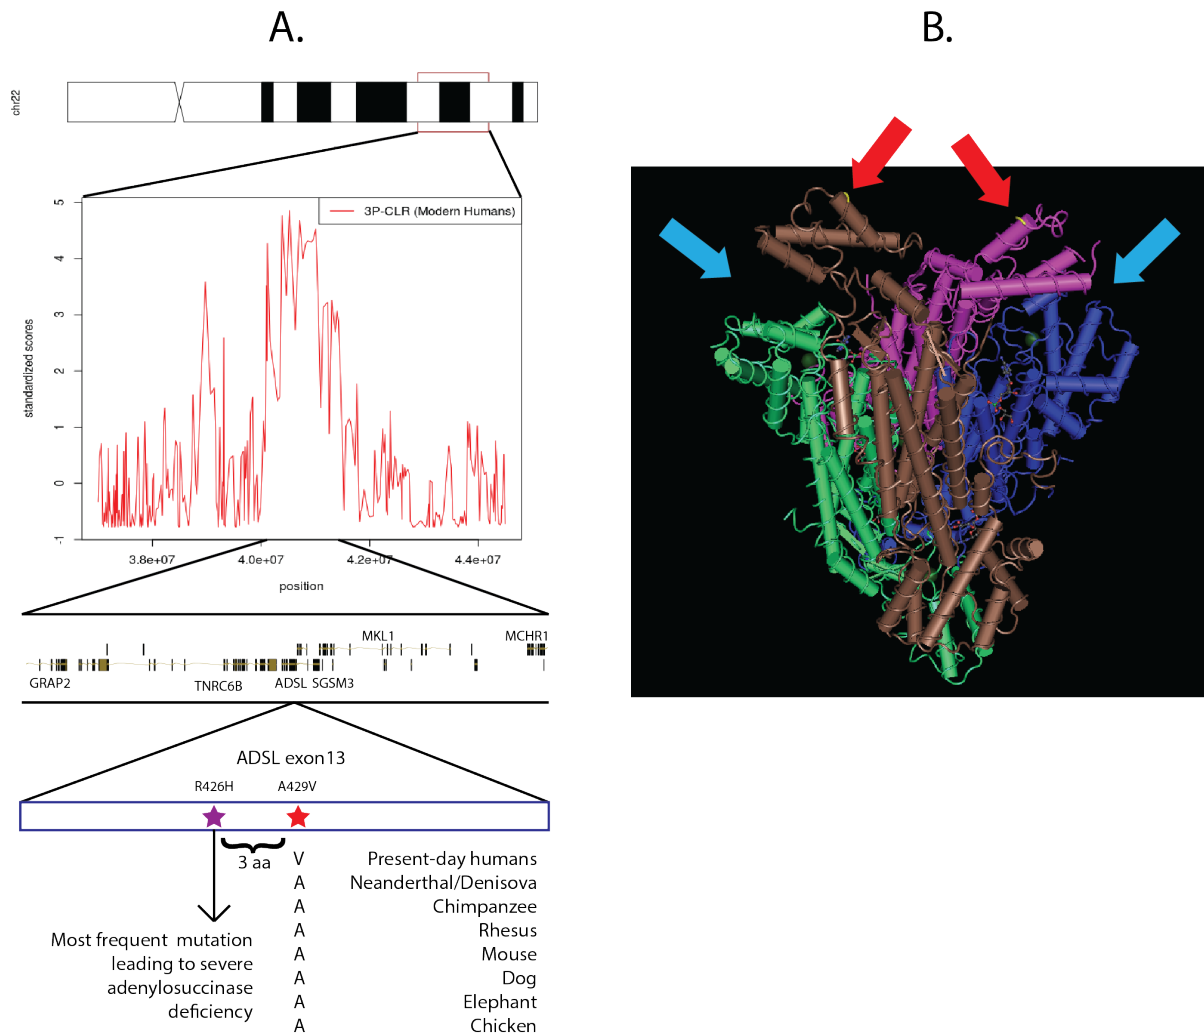 A.
B.
chr22
3P-CLR (Modern Humans)
standardized scores
5
4
3
2
1
0
-1
3.8e+07 4.0e+07 4.2e+07 4.4e+07
position
MKL1 MCHR1
GRAP2 TNRC6B ADSL SGSM3
ADSL exon13
R426H A429V
3 aa
V Present-day humans
A Neanderthal/Denisova
A Chimpanzee
A Rhesus
A Mouse
A Dog
A Elephant
A Chicken
Most frequent mutation
leading to severe
adenylosuccinase
deficiency